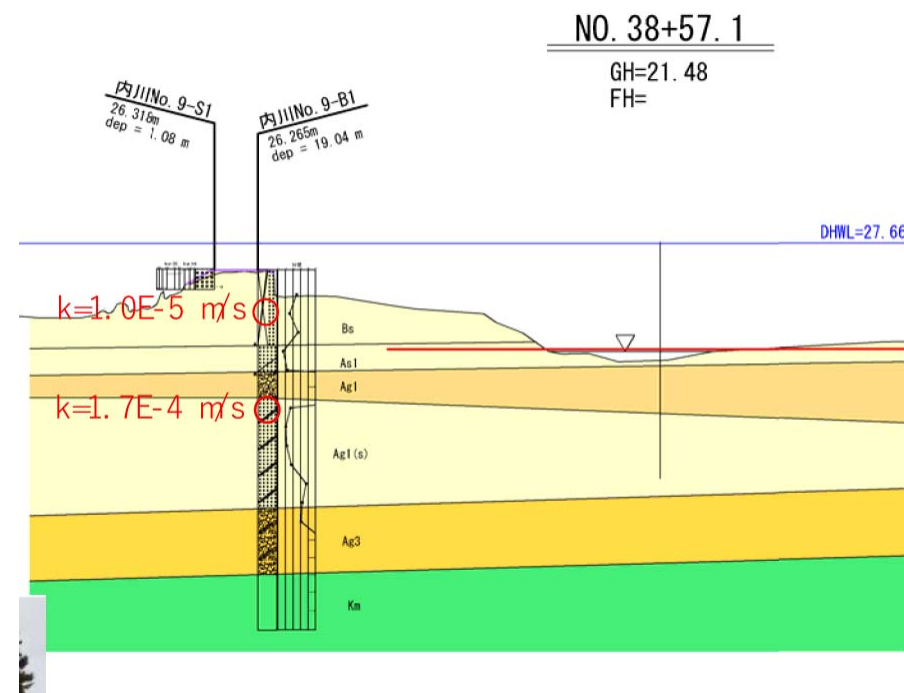 NO. 38+57.1
GH=21.48
FH=
内川No. 9-S1
26.318m
dep = 1.08 m
内川No. 9-B1
26.265m
dep = 19.04 m
DHWL=27.66
k=1.0E-5 m/s
Bs
As1
Ag1
k=1.7E-4 m/s
Ag1(s)
Ag3
Km